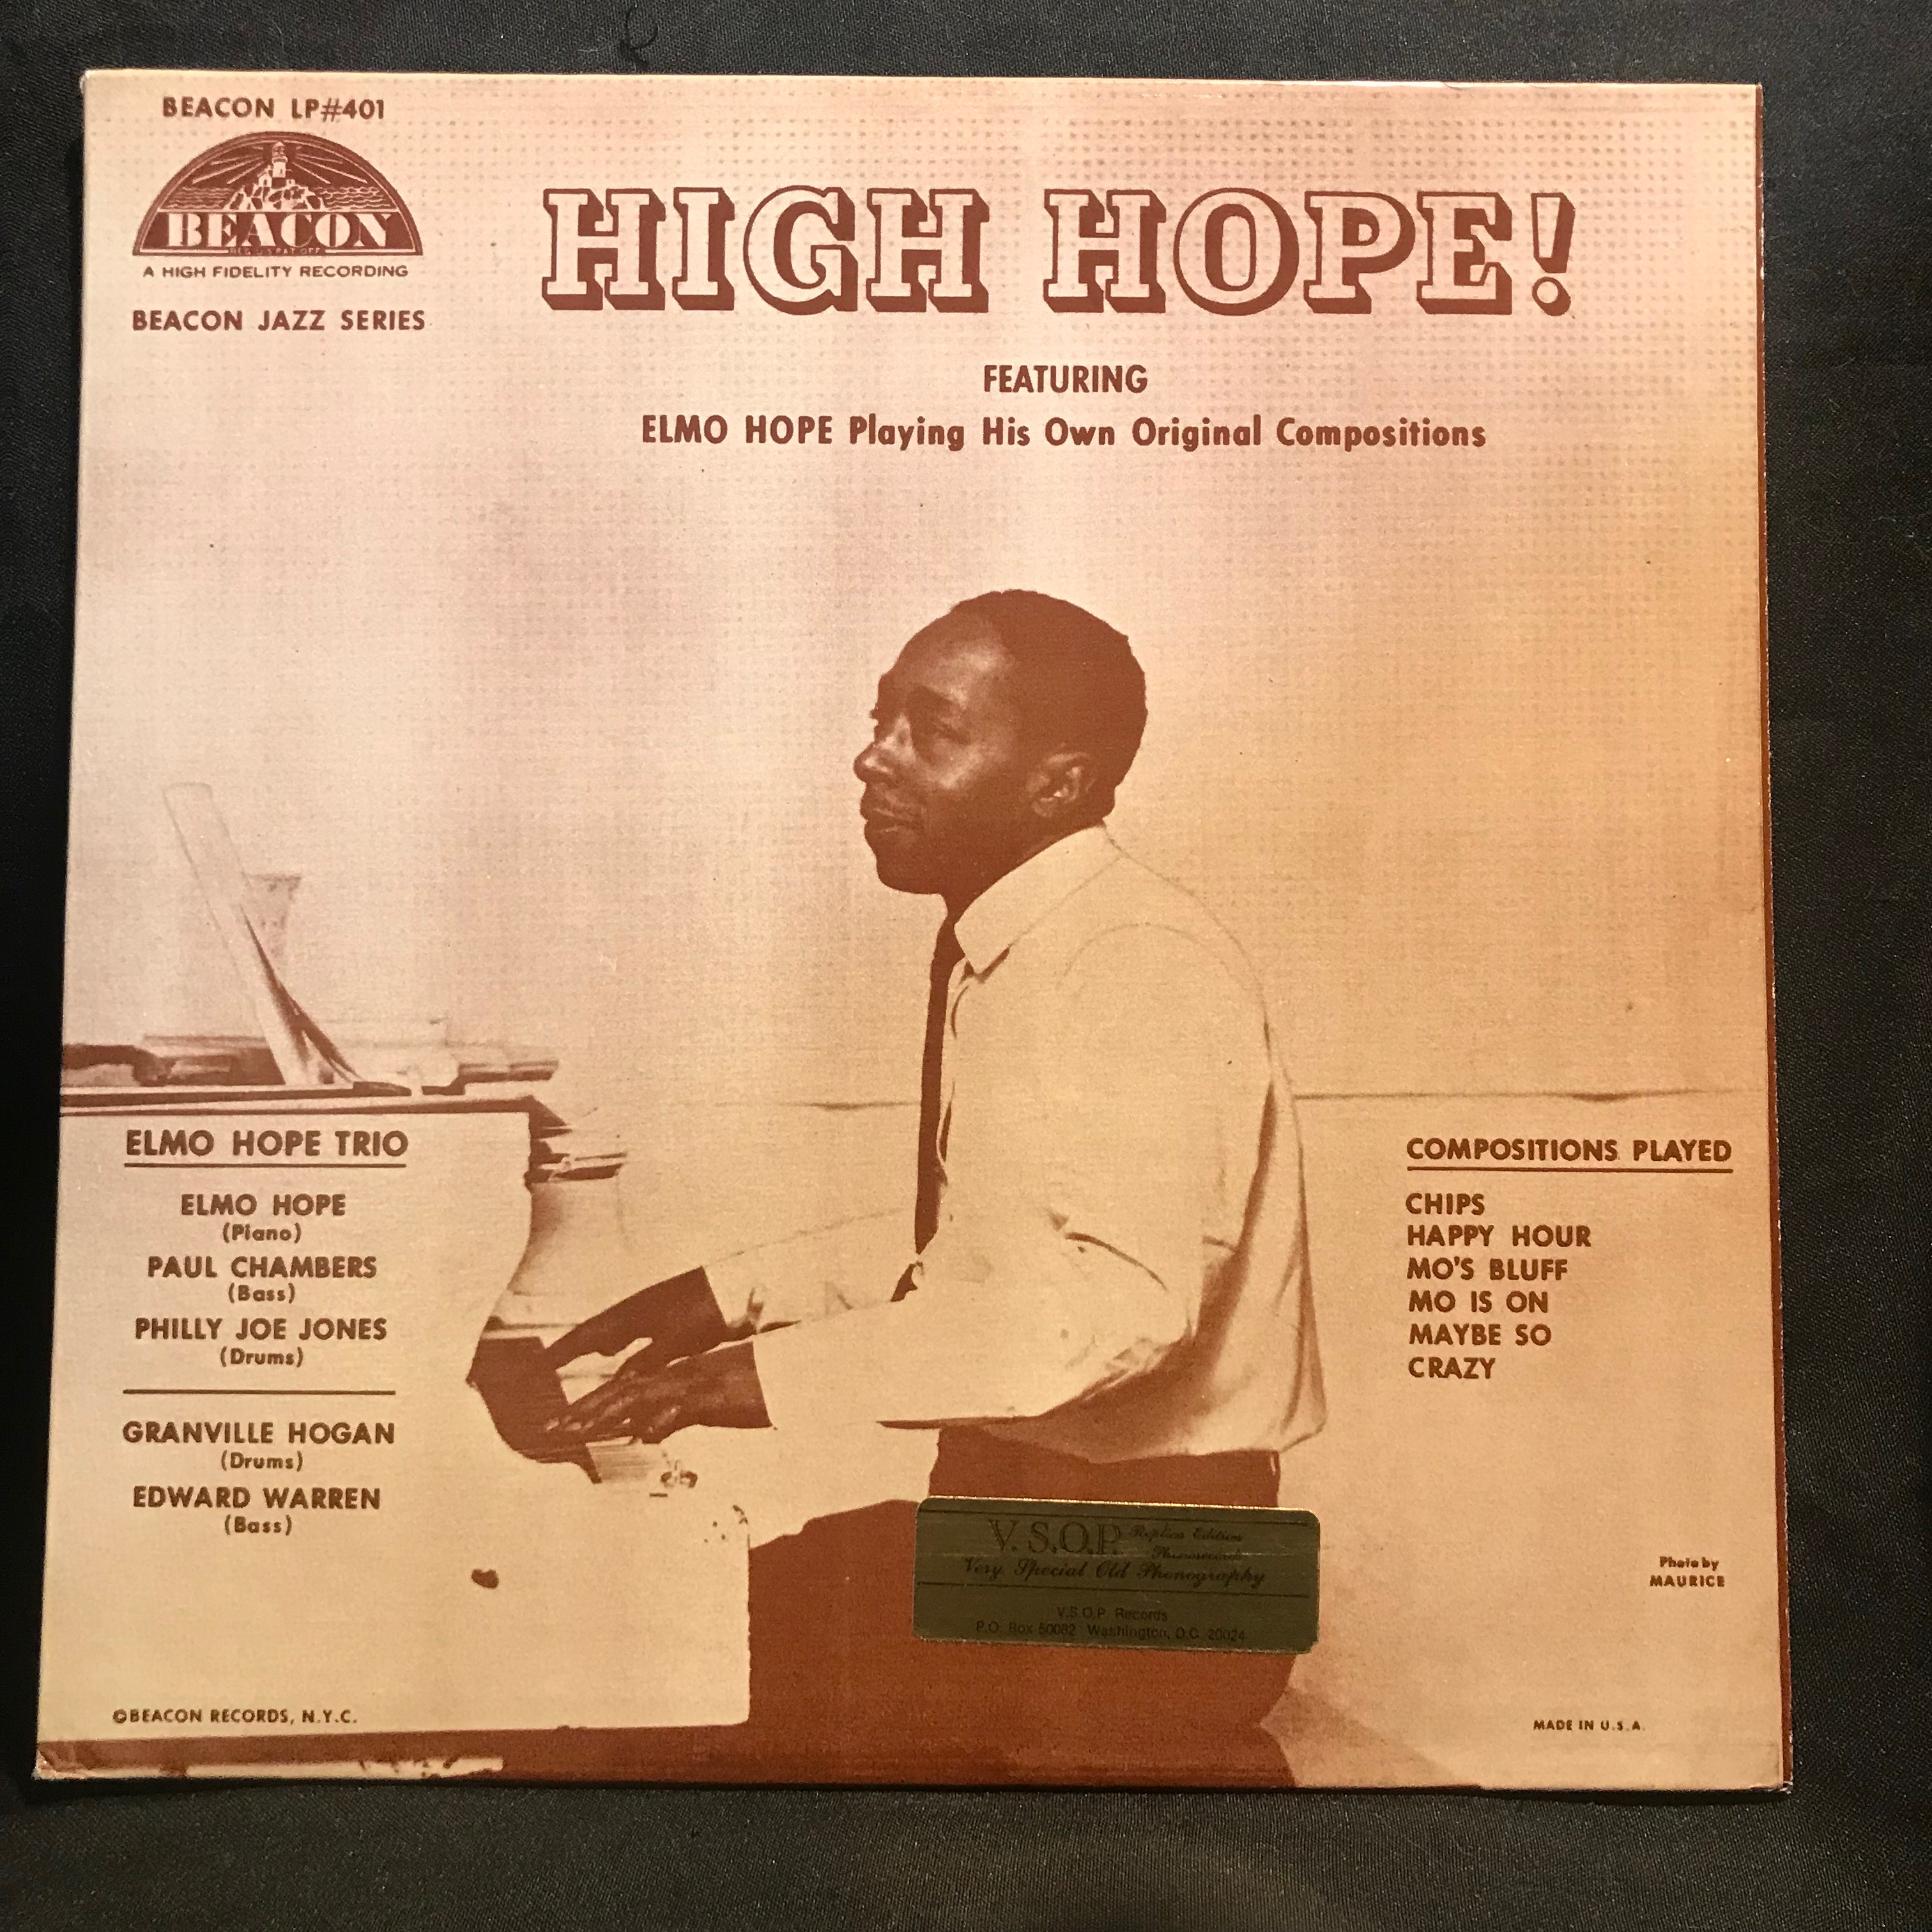 BEACON LP#401
BEACON
A HIGH FIDELITY RECORDING
BEACON JAZZ SERIES
HIGH HOPE!
FEATURING
ELMO HOPE Playing His Own Original Compositions
ELMO HOPE TRIO
ELMO HOPE
(Piano)
PAUL CHAMBERS
(Bass)
PHILLY JOE JONES
(Drums)
GRANVILLE HOGAN
(Drums)
EDWARD WARREN
(Bass)
COMPOSITIONS PLAYED
CHIPS
HAPPY HOUR
MO'S BLUFF
MO IS ON
MAYBE SO
CRAZY
V.S.O.P. Replica Edition
Very Special Old Phonography
V.S.O.P. Records
P.O. Box 50082 Washington, D.C. 20024
Photo by
MAURICE
©BEACON RECORDS, N.Y.C.
MADE IN U.S.A.